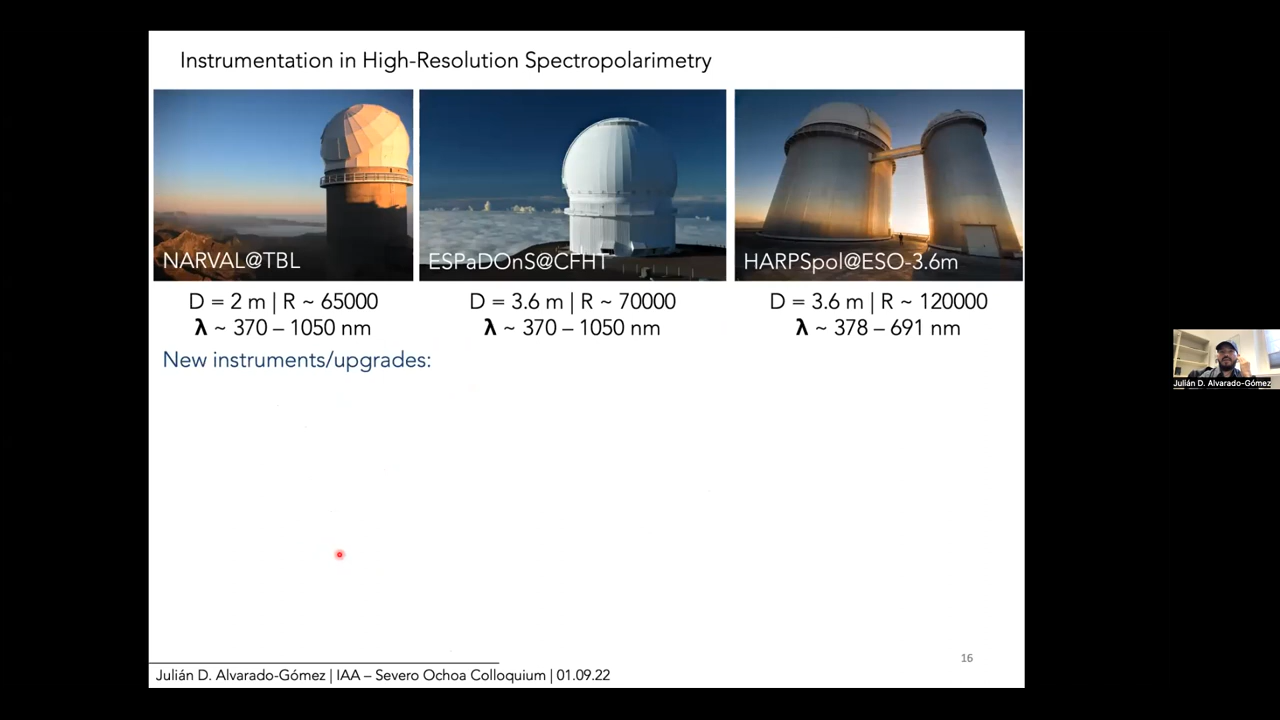 Instrumentation in High-Resolution Spectropolarimetry
NARVAL@TBL
ESPaDOnS@CFHT
HARPSpol@ESO-3.6m
D = 2 m | R ~ 65000
λ ~ 370 – 1050 nm
D = 3.6 m | R ~ 70000
λ ~ 370 – 1050 nm
D = 3.6 m | R ~ 120000
λ ~ 378 – 691 nm
New instruments/upgrades:
Julián D. Alvarado-Gómez
16
Julián D. Alvarado-Gómez | IAA – Severo Ochoa Colloquium | 01.09.22